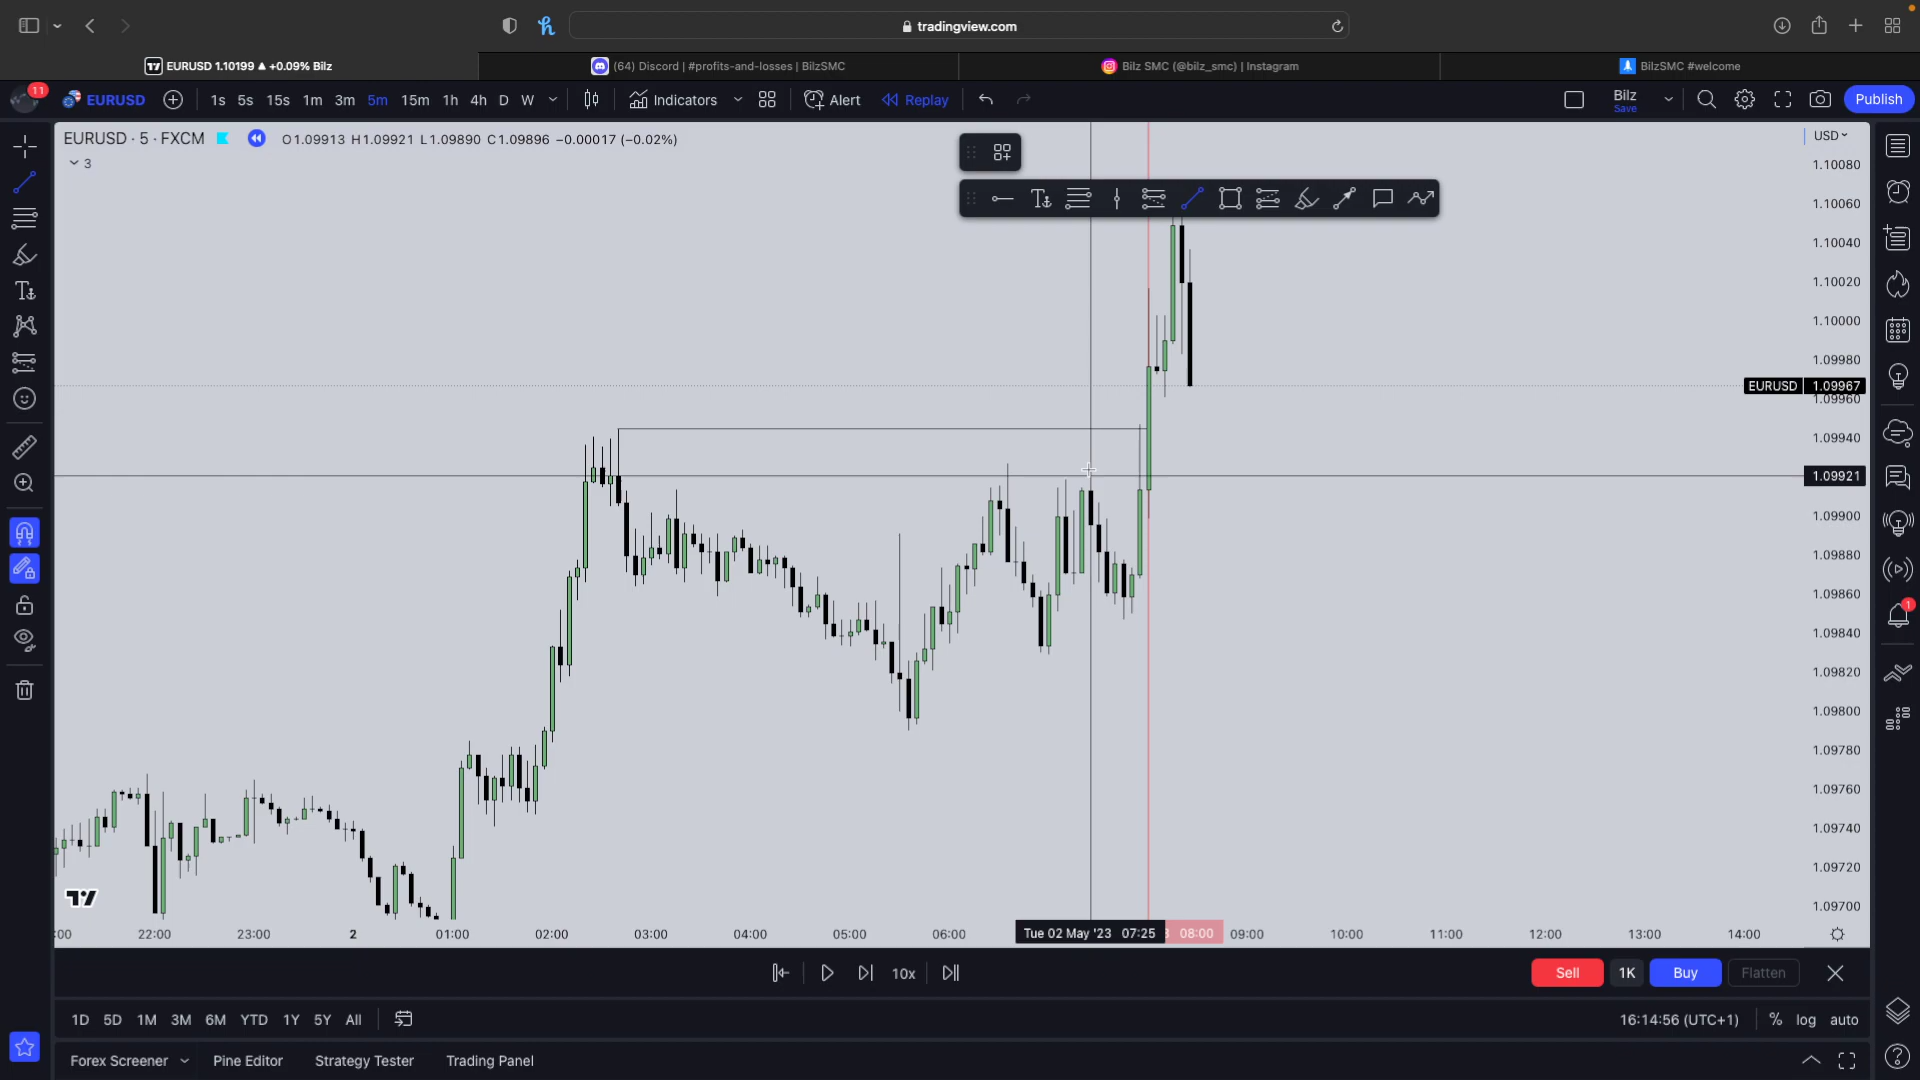 tradingview.com
EURUSD 1.10199 ▲ +0.09% Bilz
(64) Discord | #profits-and-losses | BilzSMC
Bilz SMC (@bilz_smc) | Instagram
BilzSMC #welcome
11
EURUSD
1s 5s 15s 1m 3m 5m 15m 1h 4h D W
Indicators
Alert
Replay
Bilz
Save
Publish
EURUSD · 5 · FXCM
O1.09913 H1.09921 L1.09890 C1.09896 −0.00017 (−0.02%)
3
USD
1.10080
1.10060
1.10040
1.10020
1.10000
1.09980
EURUSD 1.09967
1.09960
1.09940
1.09921
1.09900
1.09880
1.09860
1.09840
1.09820
1.09800
1.09780
1.09760
1.09740
1.09720
1.09700
1
:00 22:00 23:00 2 01:00 02:00 03:00 04:00 05:00 06:00 Tue 02 May '23 07:25 08:00 09:00 10:00 11:00 12:00 13:00 14:00
10x
Sell 1K Buy Flatten
1D 5D 1M 3M 6M YTD 1Y 5Y All
16:14:56 (UTC+1) % log auto
Forex Screener Pine Editor Strategy Tester Trading Panel